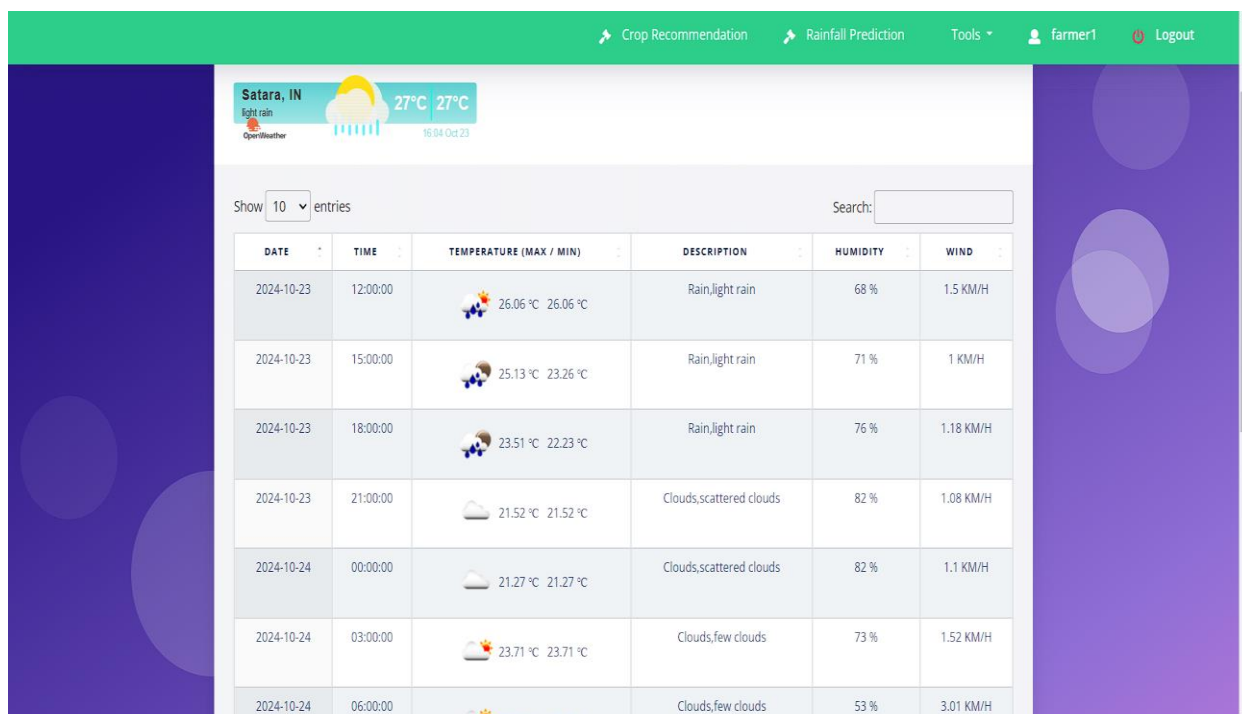 Crop Recommendation Rainfall Prediction Tools farmer1 Logout
Satara, IN
light rain
27°C 27°C
OpenWeather
16:04 Oct 23
Show 10 entries Search:
DATE TIME TEMPERATURE (MAX / MIN) DESCRIPTION HUMIDITY WIND
2024-10-23 12:00:00 26.06 °C 26.06 °C Rain,light rain 68 % 1.5 KM/H
2024-10-23 15:00:00 25.13 °C 23.26 °C Rain,light rain 71 % 1 KM/H
2024-10-23 18:00:00 23.51 °C 22.23 °C Rain,light rain 76 % 1.18 KM/H
2024-10-23 21:00:00 21.52 °C 21.52 °C Clouds,scattered clouds 82 % 1.08 KM/H
2024-10-24 00:00:00 21.27 °C 21.27 °C Clouds,scattered clouds 82 % 1.1 KM/H
2024-10-24 03:00:00 23.71 °C 23.71 °C Clouds,few clouds 73 % 1.52 KM/H
2024-10-24 06:00:00 Clouds,few clouds 53 % 3.01 KM/H